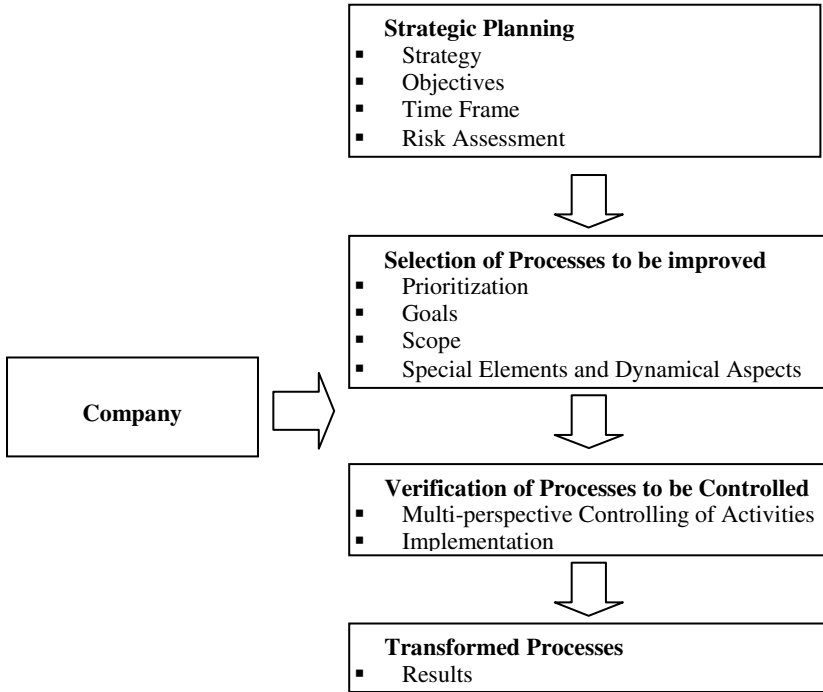 Strategic Planning
▪ Strategy
▪ Objectives
▪ Time Frame
▪ Risk Assessment
Selection of Processes to be improved
▪ Prioritization
▪ Goals
▪ Scope
▪ Special Elements and Dynamical Aspects
Company
Verification of Processes to be Controlled
▪ Multi-perspective Controlling of Activities
▪ Implementation
Transformed Processes
▪ Results